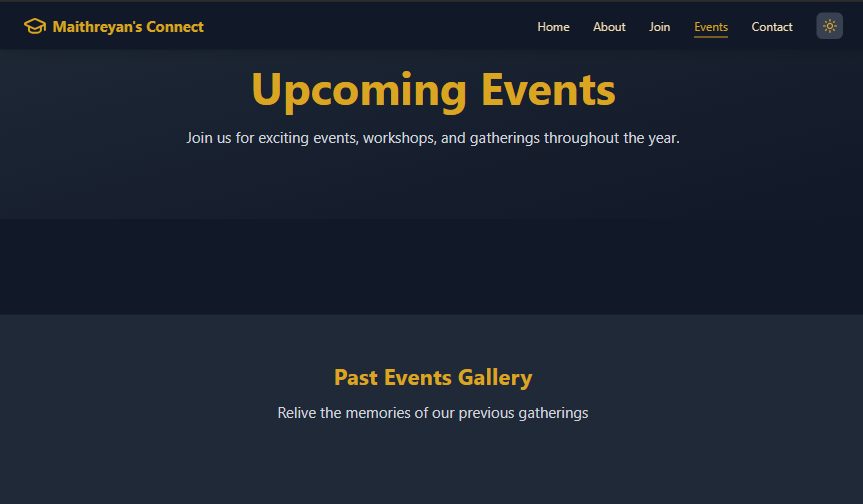 Maithreyan's Connect
Home About Join Events Contact
Upcoming Events
Join us for exciting events, workshops, and gatherings throughout the year.
Past Events Gallery
Relive the memories of our previous gatherings